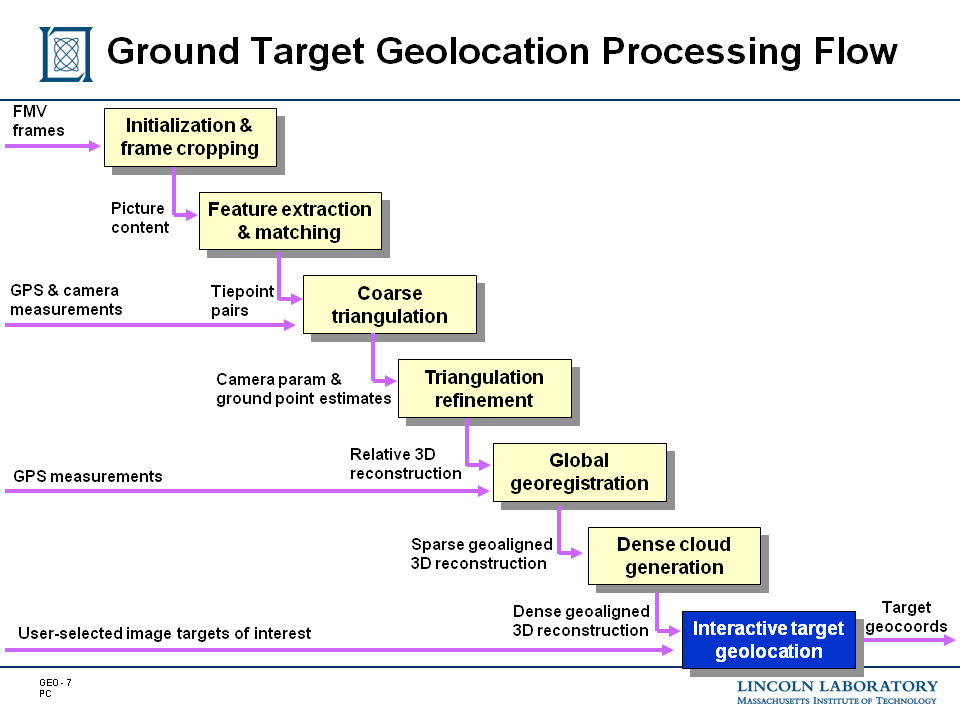 Ground Target Geolocation Processing Flow
FMV
frames
Initialization &
frame cropping
Picture
content
Feature extraction
& matching
GPS & camera
measurements
Tiepoint
pairs
Coarse
triangulation
Camera param &
ground point estimates
Triangulation
refinement
GPS measurements
Relative 3D
reconstruction
Global
georegistration
Sparse geoaligned
3D reconstruction
Dense cloud
generation
User-selected image targets of interest
Dense geoaligned
3D reconstruction
Interactive target
geolocation
Target
geocoords
GEO - 7
PC
LINCOLN LABORATORY
MASSACHUSETTS INSTITUTE OF TECHNOLOGY